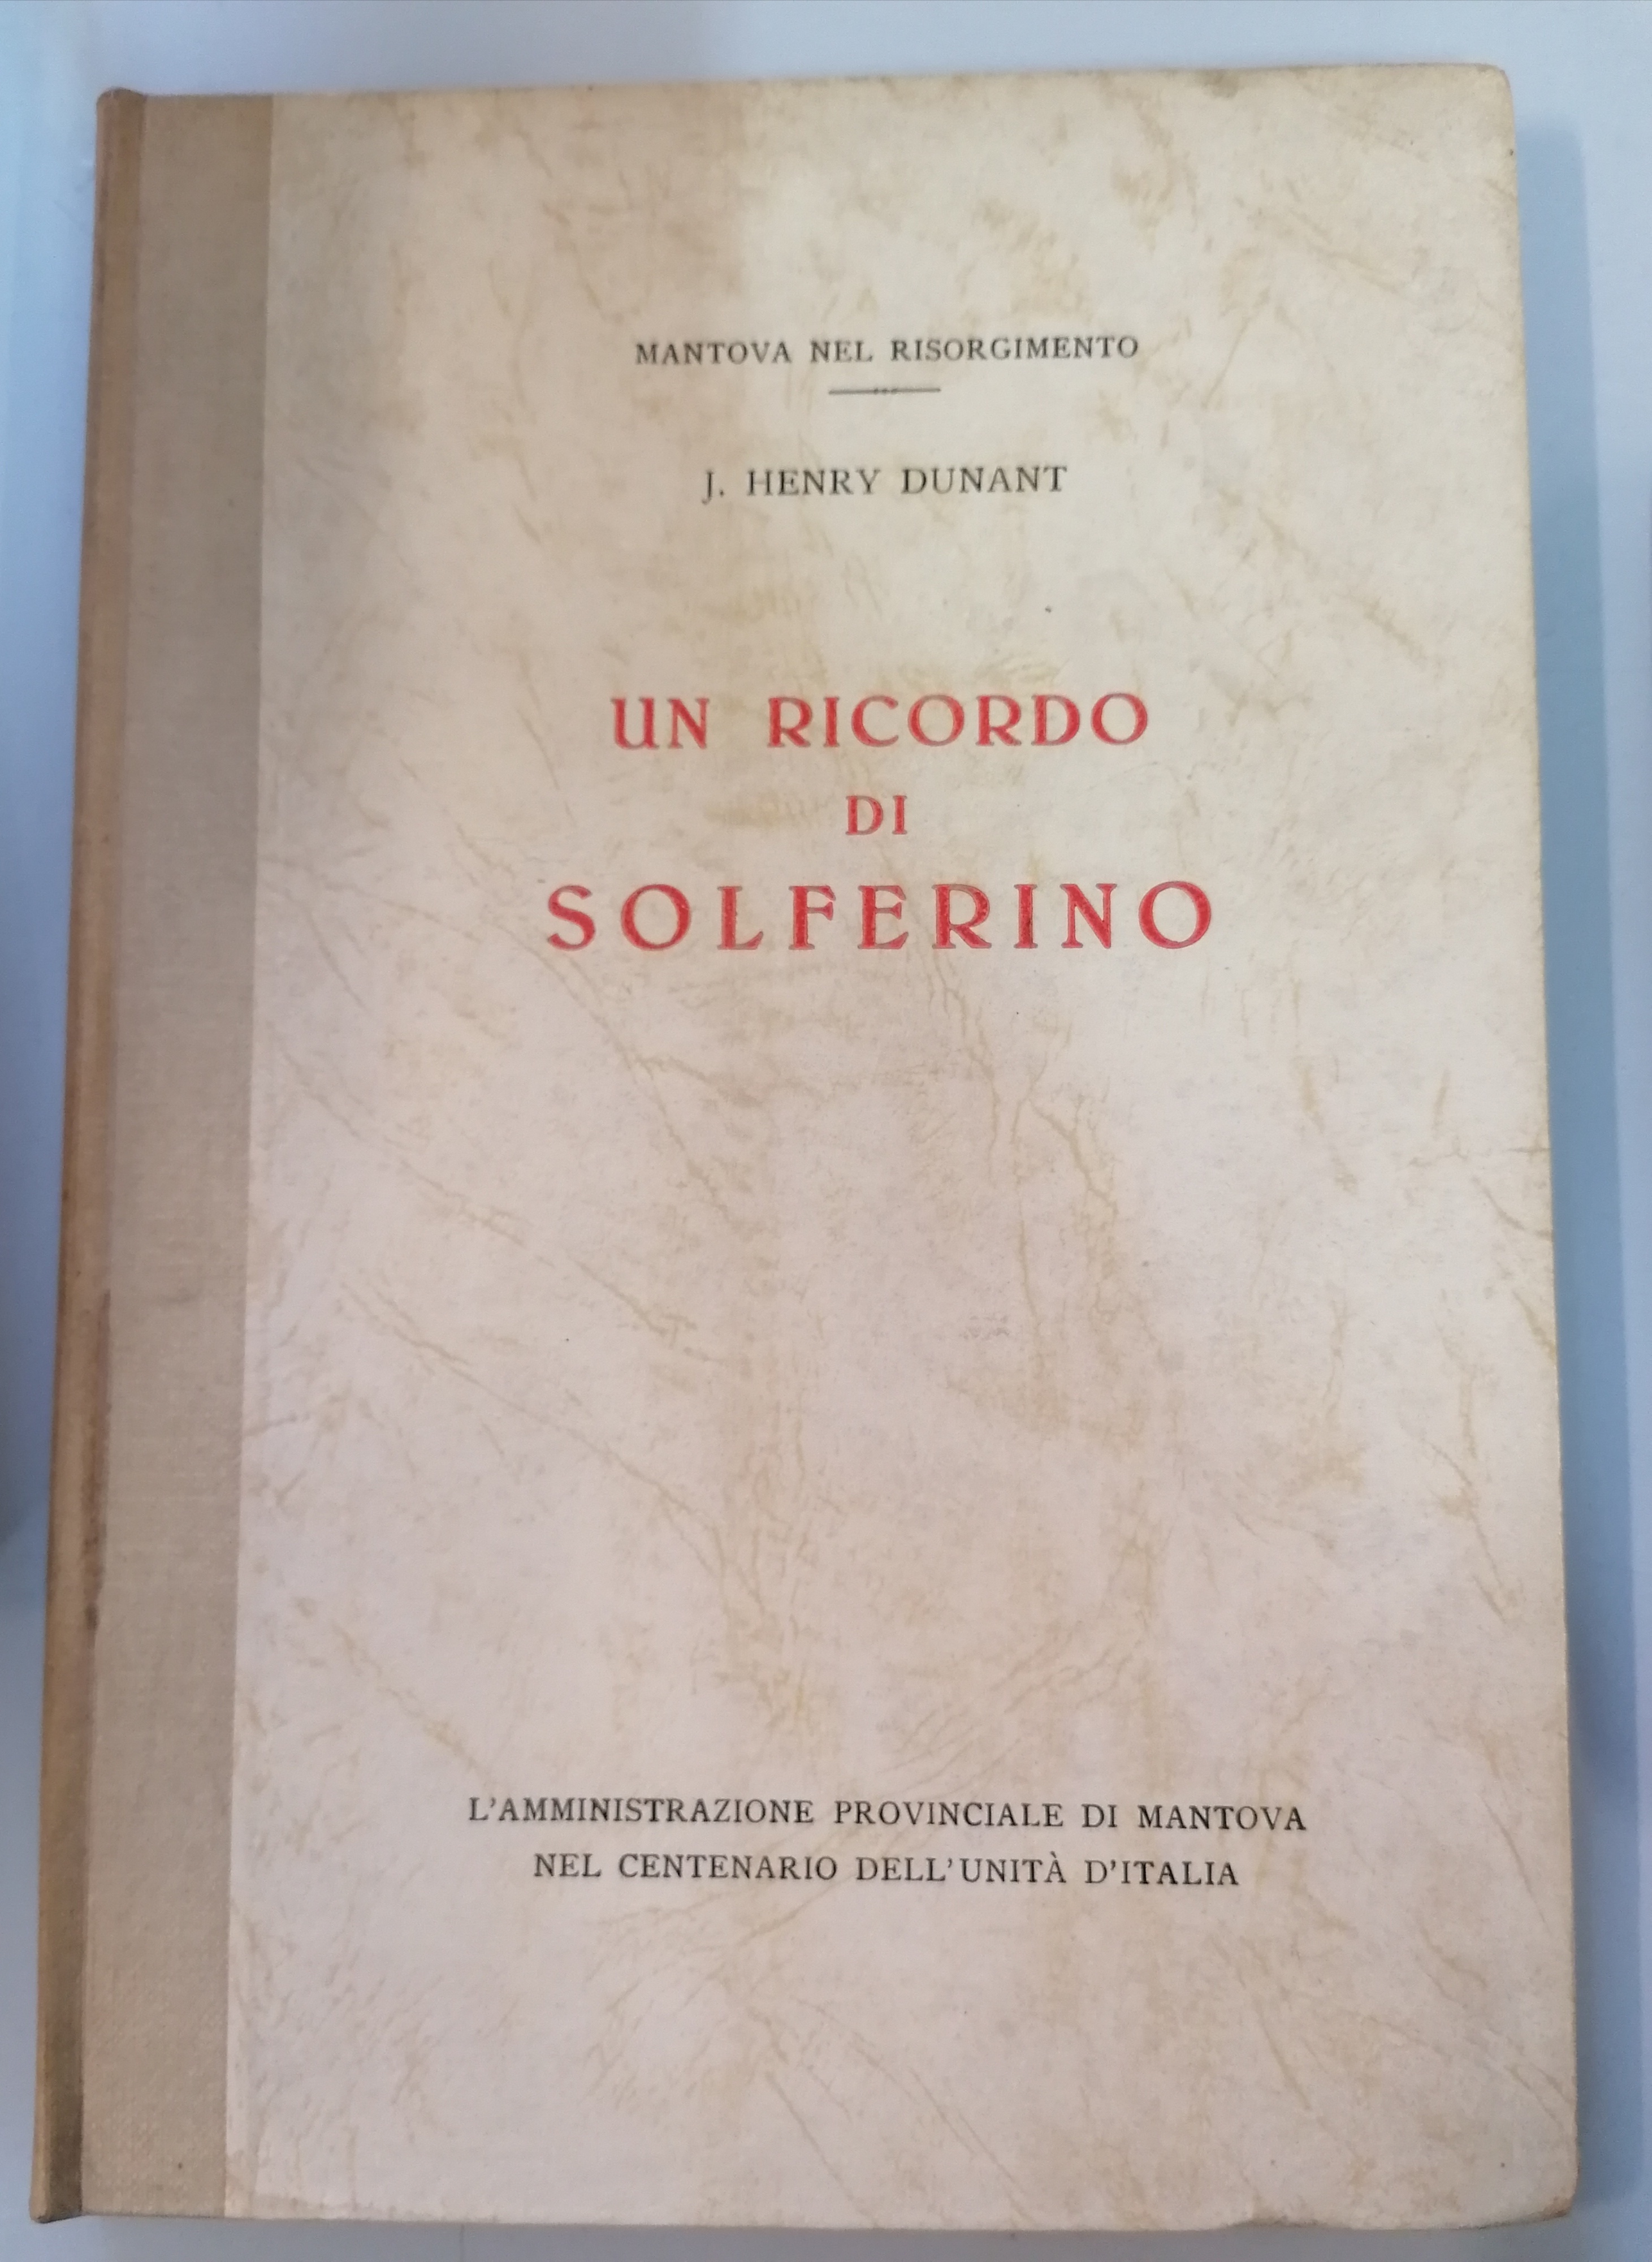 MANTOVA NEL RISORGIMENTO
J. HENRY DUNANT
UN RICORDO
DI
SOLFERINO
L'AMMINISTRAZIONE PROVINCIALE DI MANTOVA
NEL CENTENARIO DELL'UNITÀ D'ITALIA